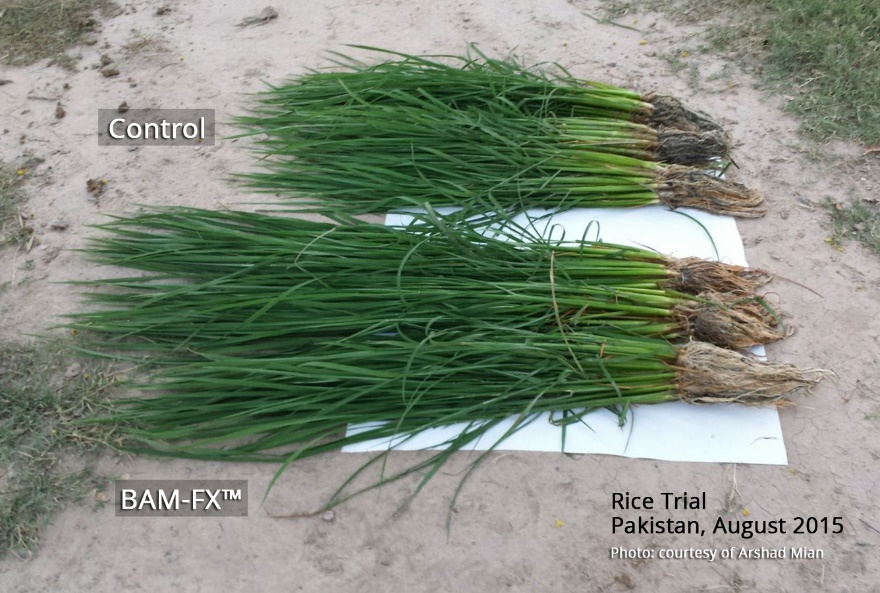 Control
BAM-FX™
Rice Trial
Pakistan, August 2015
Photo: courtesy of Arshad Mian